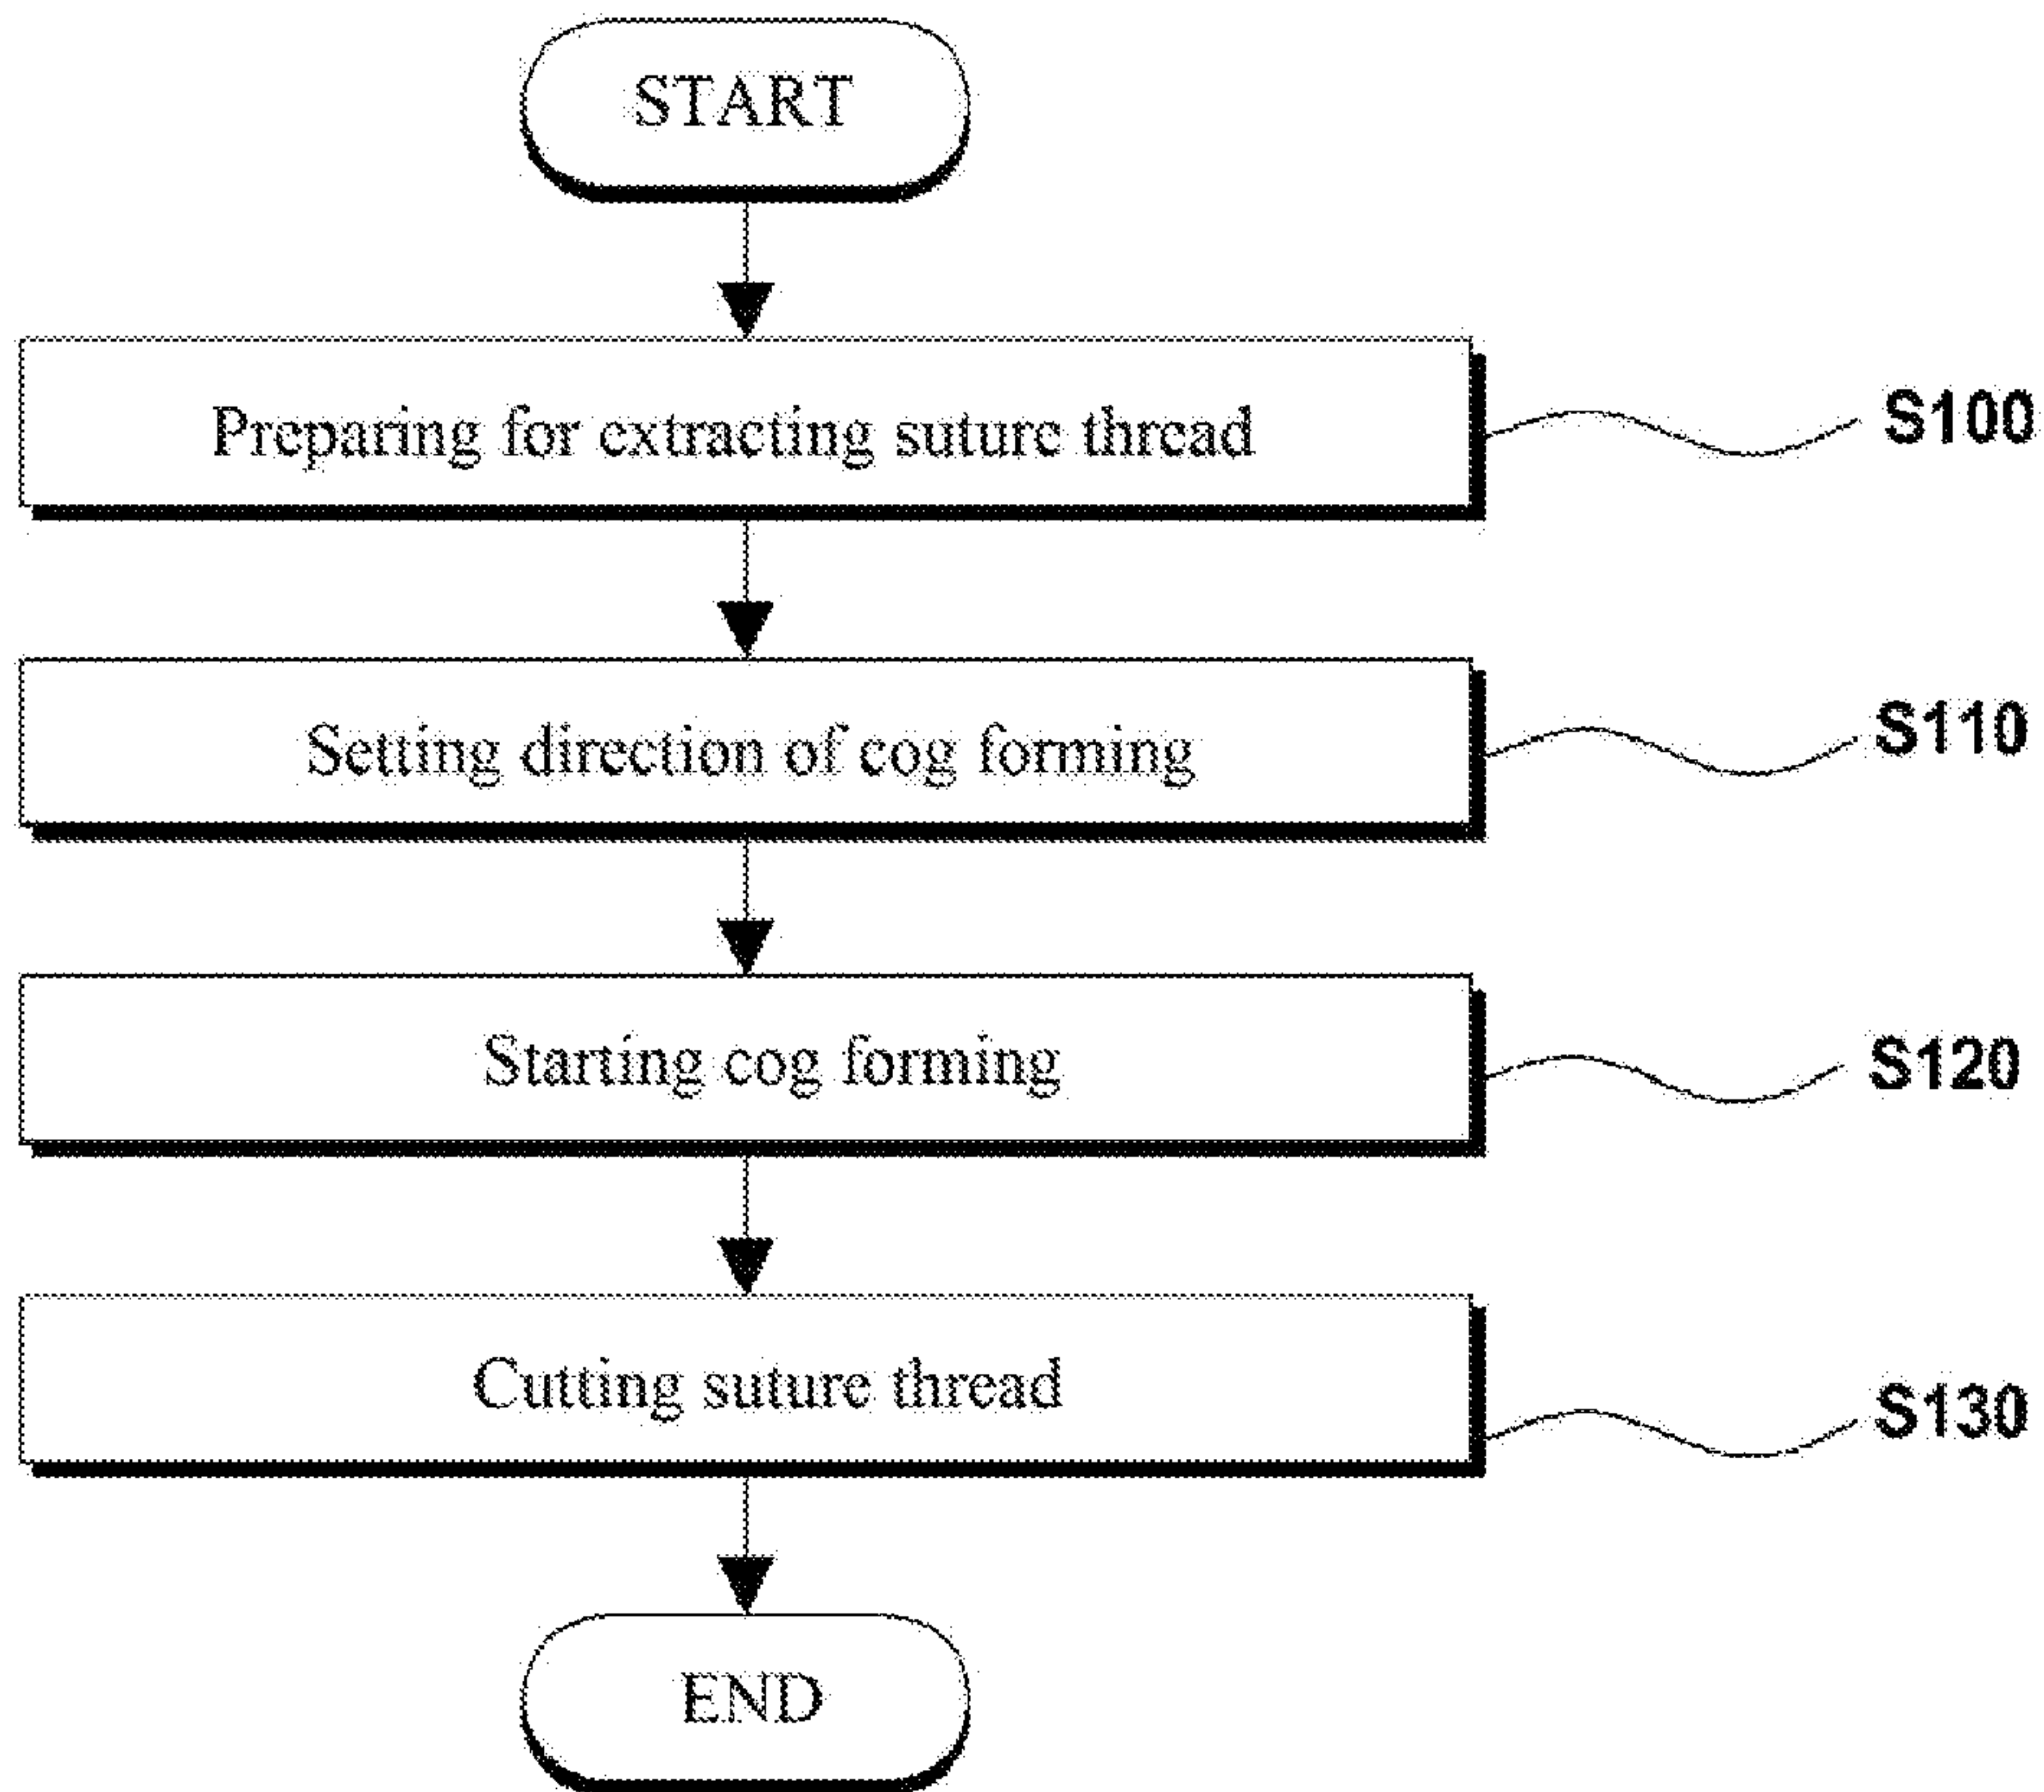 START
Preparing for extracting suture thread
S100
Setting direction of cog forming
S110
Starting cog forming
S120
Cutting suture thread
S130
END